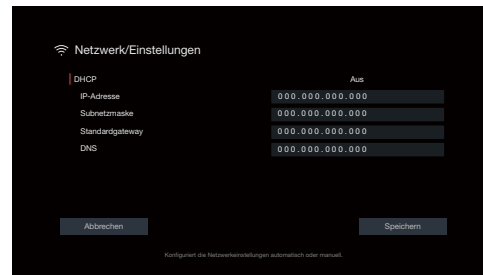 Netzwerk/Einstellungen
DHCP Aus
IP-Adresse 000.000.000.000
Subnetzmaske 000.000.000.000
Standardgateway 000.000.000.000
DNS 000.000.000.000
Abbrechen Speichern
Konfiguriert die Netzwerkeinstellungen automatisch oder manuell.